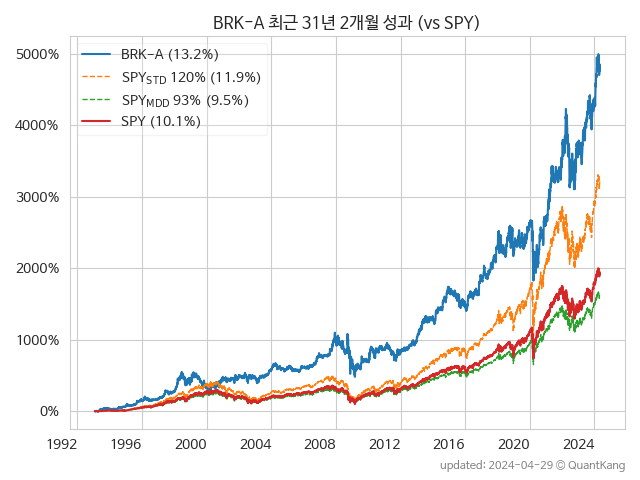 BRK-A 최근 31년 2개월 성과 (vs SPY)
5000%
4000%
3000%
2000%
1000%
0%
BRK-A (13.2%)
SPY_STD 120% (11.9%)
SPY_MDD 93% (9.5%)
SPY (10.1%)
1992 1996 2000 2004 2008 2012 2016 2020 2024
updated: 2024-04-29 © QuantKang